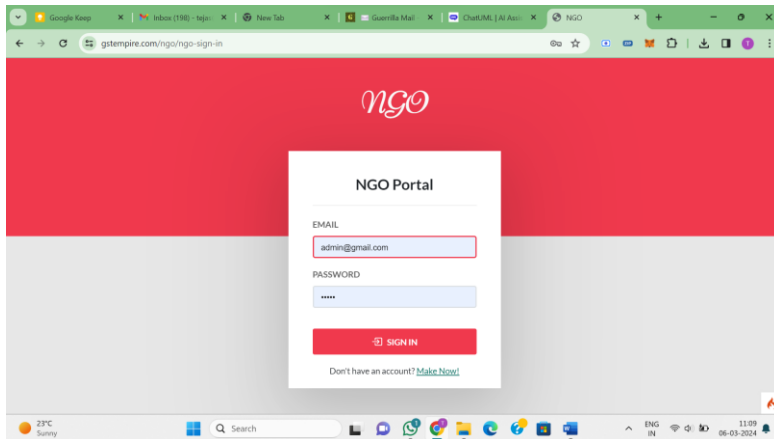 Google Keep
Inbox (198) - teja
New Tab
Guerrilla Mail
ChatUML | AI Assi
NGO
gstempire.com/ngo/ngo-sign-in
NGO
NGO Portal
EMAIL
admin@gmail.com
PASSWORD
•••••
SIGN IN
Don't have an account? Make Now!
23°C
Sunny
Search
ENG
IN
11:09
06-03-2024